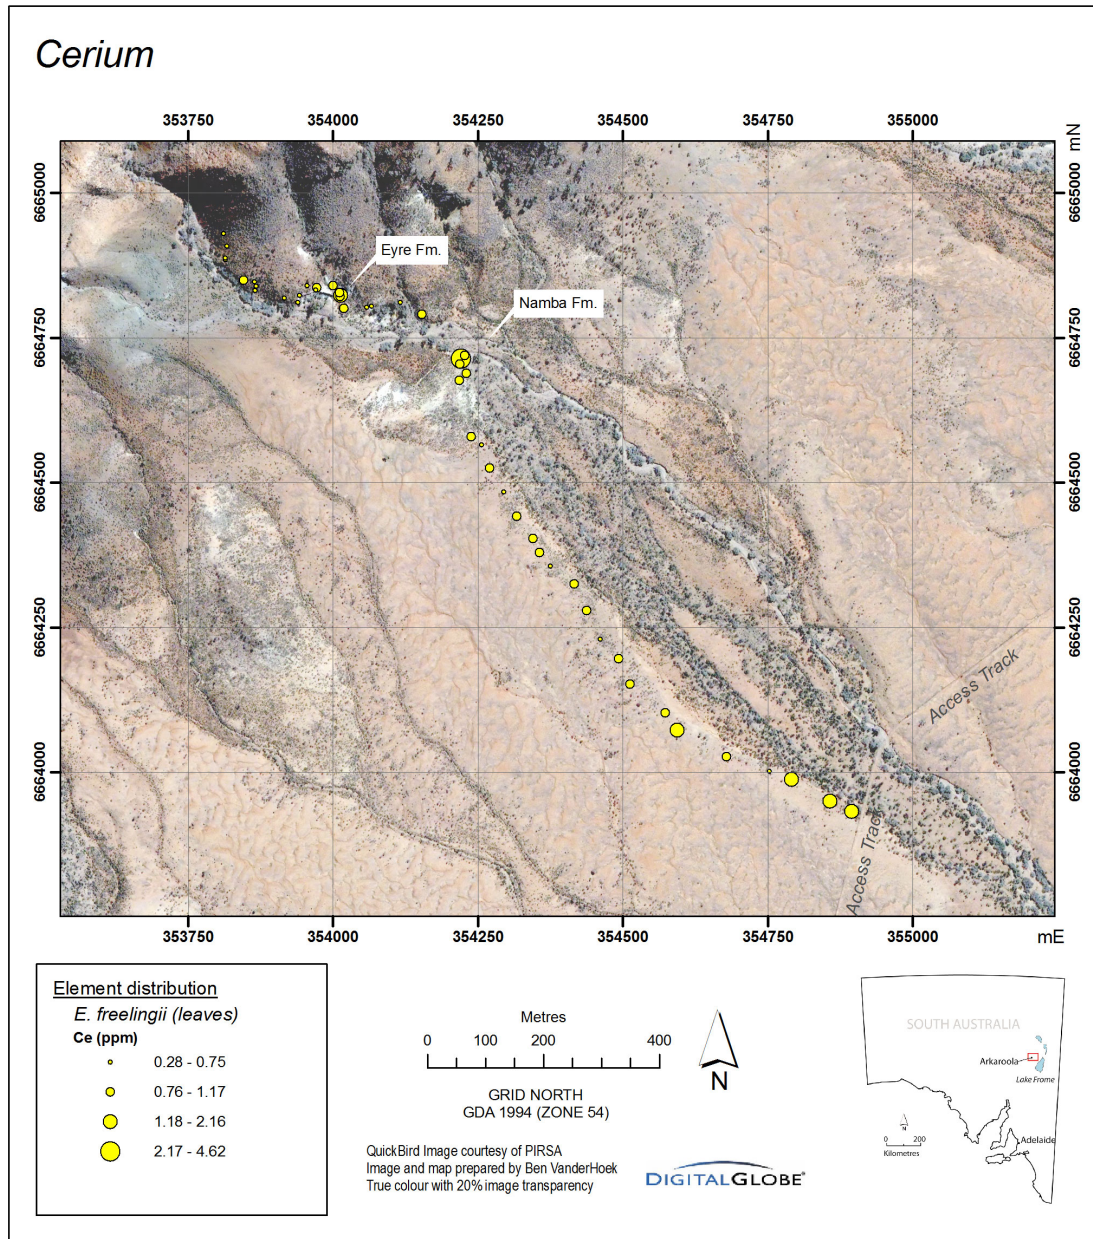 Cerium
353750 354000 354250 354500 354750 355000
mN
6665000 6665000
Eyre Fm.
Namba Fm.
6664750 6664750
6664500 6664500
6664250 6664250
Access Track
6664000 6664000
Access Track
353750 354000 354250 354500 354750 355000 mE
Element distribution
E. freelingii (leaves)
Ce (ppm)
0.28 - 0.75
0.76 - 1.17
1.18 - 2.16
2.17 - 4.62
Metres
0 100 200 400
N
GRID NORTH
GDA 1994 (ZONE 54)
QuickBird Image courtesy of PIRSA
Image and map prepared by Ben VanderHoek
True colour with 20% image transparency
DIGITALGLOBE®
SOUTH AUSTRALIA
Arkaroola
Lake Frome
N
0 200
Kilometres
Adelaide